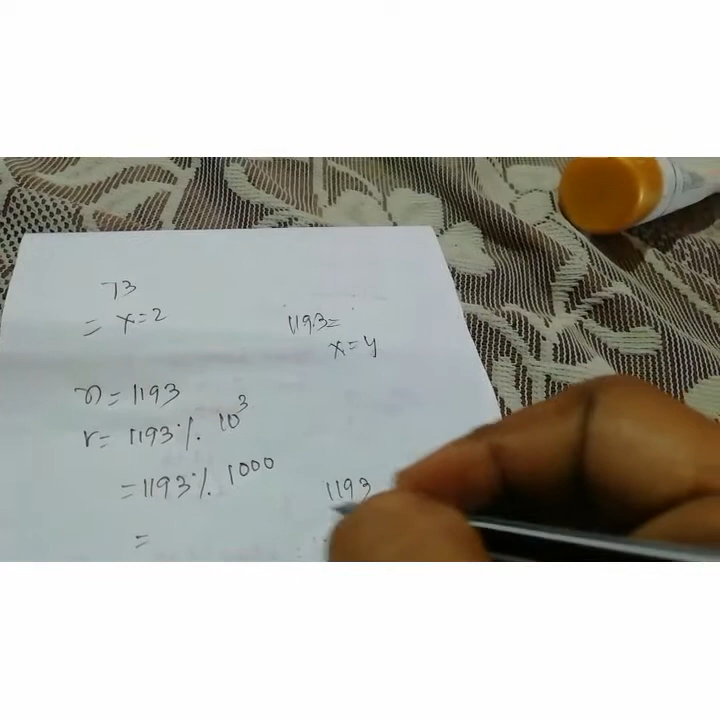 73
= x=2
1193=
x=4
n=1193
r= 1193% 10³
=1193% 1000
1193
=